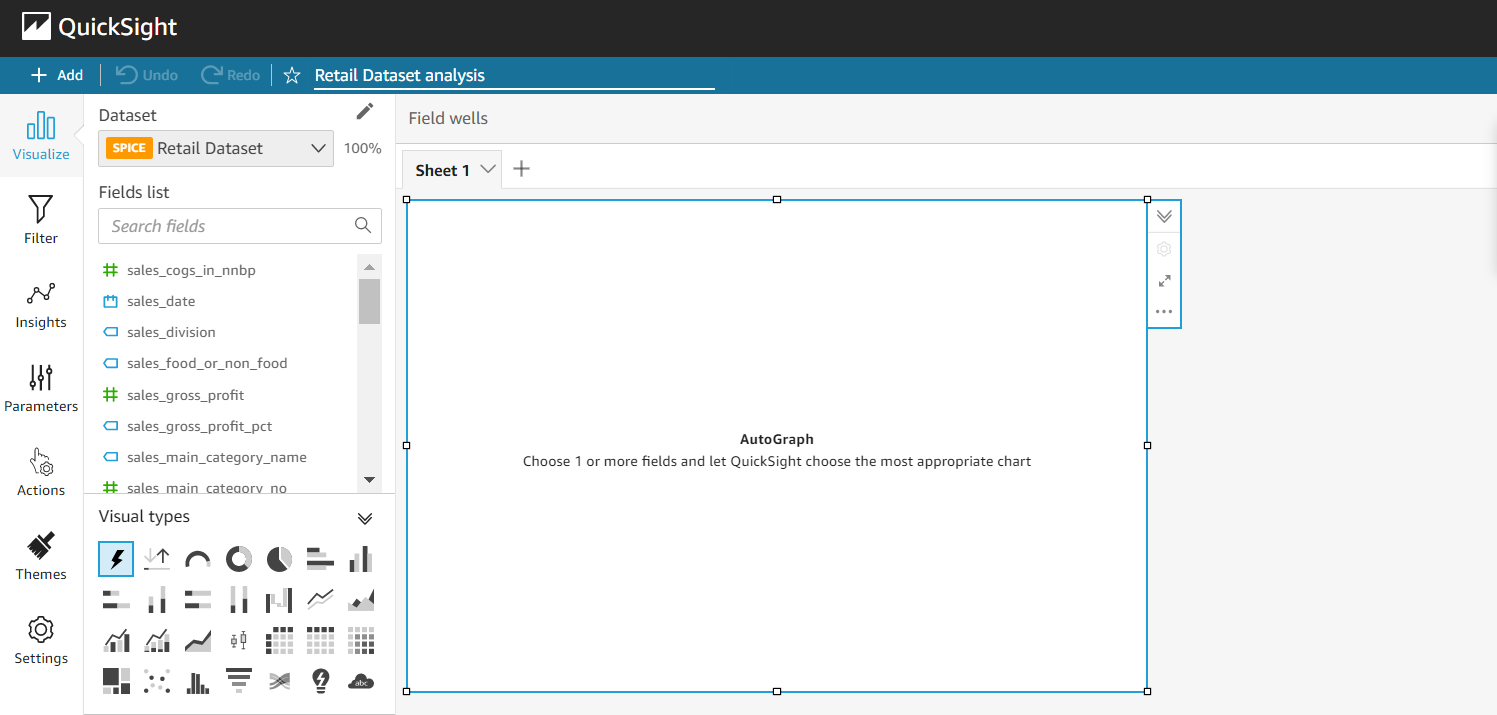 QuickSight
Add Undo Redo Retail Dataset analysis
Visualize
Filter
Insights
Parameters
Actions
Themes
Settings
Dataset
SPICE Retail Dataset 100%
Fields list
Search fields
sales_cogs_in_nnbp
sales_date
sales_division
sales_food_or_non_food
sales_gross_profit
sales_gross_profit_pct
sales_main_category_name
sales_main_category_no
Visual types
abc
Field wells
Sheet 1
AutoGraph
Choose 1 or more fields and let QuickSight choose the most appropriate chart